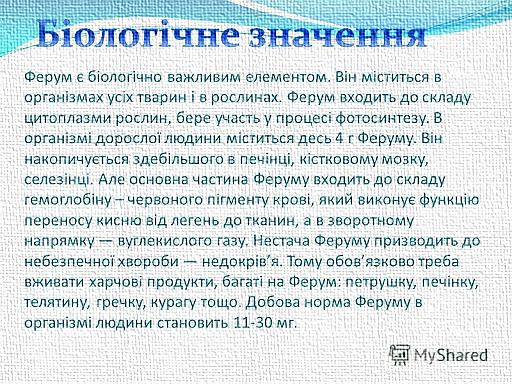 Біологічне значення
Ферум є біологічно важливим елементом. Він міститься в
організмах усіх тварин і в рослинах. Ферум входить до складу
цитоплазми рослин, бере участь у процесі фотосинтезу. В
організмі дорослої людини міститься десь 4 г Феруму. Він
накопичується здебільшого в печінці, кістковому мозку,
селезінці. Але основна частина Феруму входить до складу
гемоглобіну – червоного пігменту крові, який виконує функцію
переносу кисню від легень до тканин, а в зворотному
напрямку — вуглекислого газу. Нестача Феруму призводить до
небезпечної хвороби — недокрів’я. Тому обов’язково треба
вживати харчові продукти, багаті на Ферум: петрушку, печінку,
телятину, гречку, курагу тощо. Добова норма Феруму в
організмі людини становить 11-30 мг.
MyShared